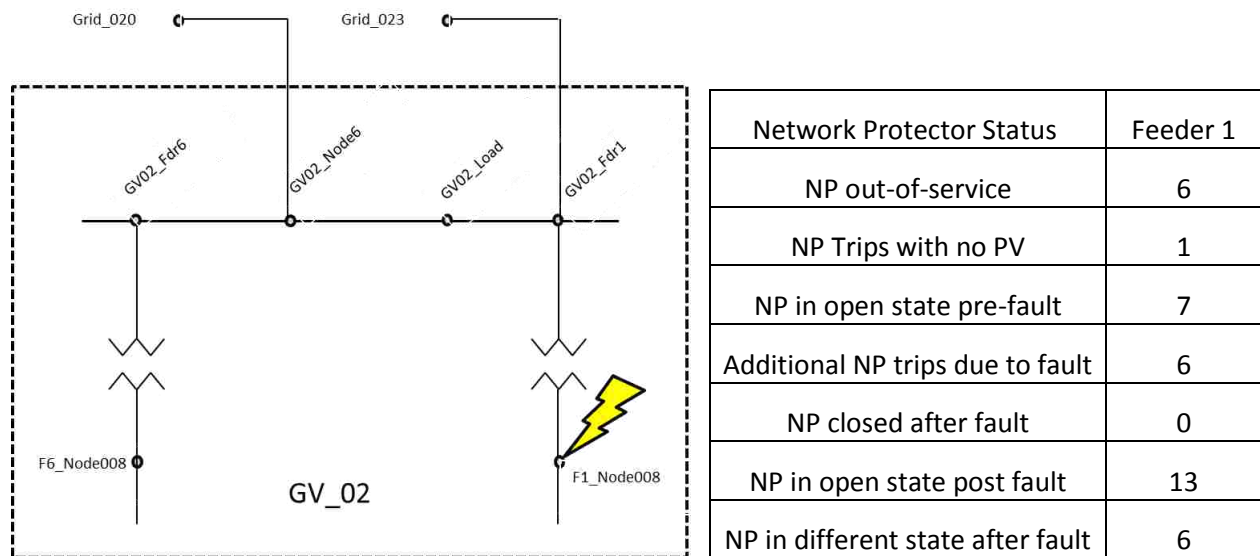 Grid_020
Grid_023
GV02_Fdr6
GV02_Node6
GV02_Load
GV02_Fdr1
F6_Node008
F1_Node008
GV_02
Network Protector Status Feeder 1
NP out-of-service 6
NP Trips with no PV 1
NP in open state pre-fault 7
Additional NP trips due to fault 6
NP closed after fault 0
NP in open state post fault 13
NP in different state after fault 6